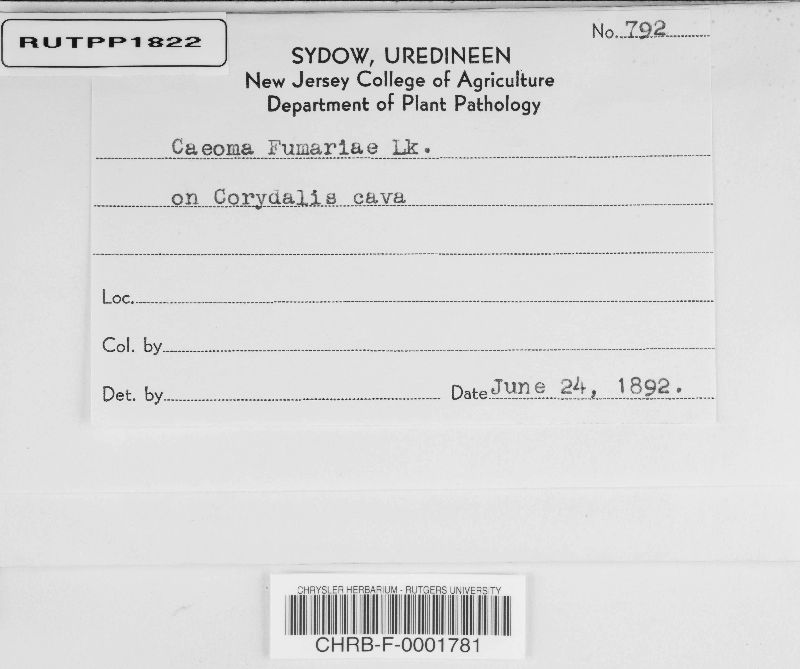 RUTPP1822
No. 792
SYDOW, UREDINEEN
New Jersey College of Agriculture
Department of Plant Pathology
Caeoma Fumariae Lk.
on Corydalis cava
Loc.
Col. by
Det. by Date June 24, 1892.
CHRYSLER HERBARIUM - RUTGERS UNIVERSITY
CHRB-F-0001781